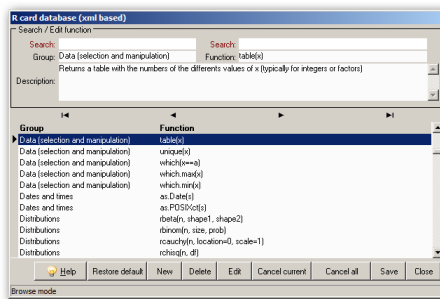 R card database (xml based)
Search / Edit function
Search: Search:
Group: Data (selection and manipulation) Function: table(x)
Description: Returns a table with the numbers of the differents values of x (typically for integers or factors)
Group Function
Data (selection and manipulation) table(x)
Data (selection and manipulation) unique(x)
Data (selection and manipulation) which(x==a)
Data (selection and manipulation) which.max(x)
Data (selection and manipulation) which.min(x)
Dates and times as.Date(s)
Dates and times as.POSIXct(s)
Distributions rbeta(n, shape1, shape2)
Distributions rbinom(n, size, prob)
Distributions rcauchy(n, location=0, scale=1)
Distributions rchisq(n, df)
Help Restore default New Delete Edit Cancel current Cancel all Save Close
Browse mode